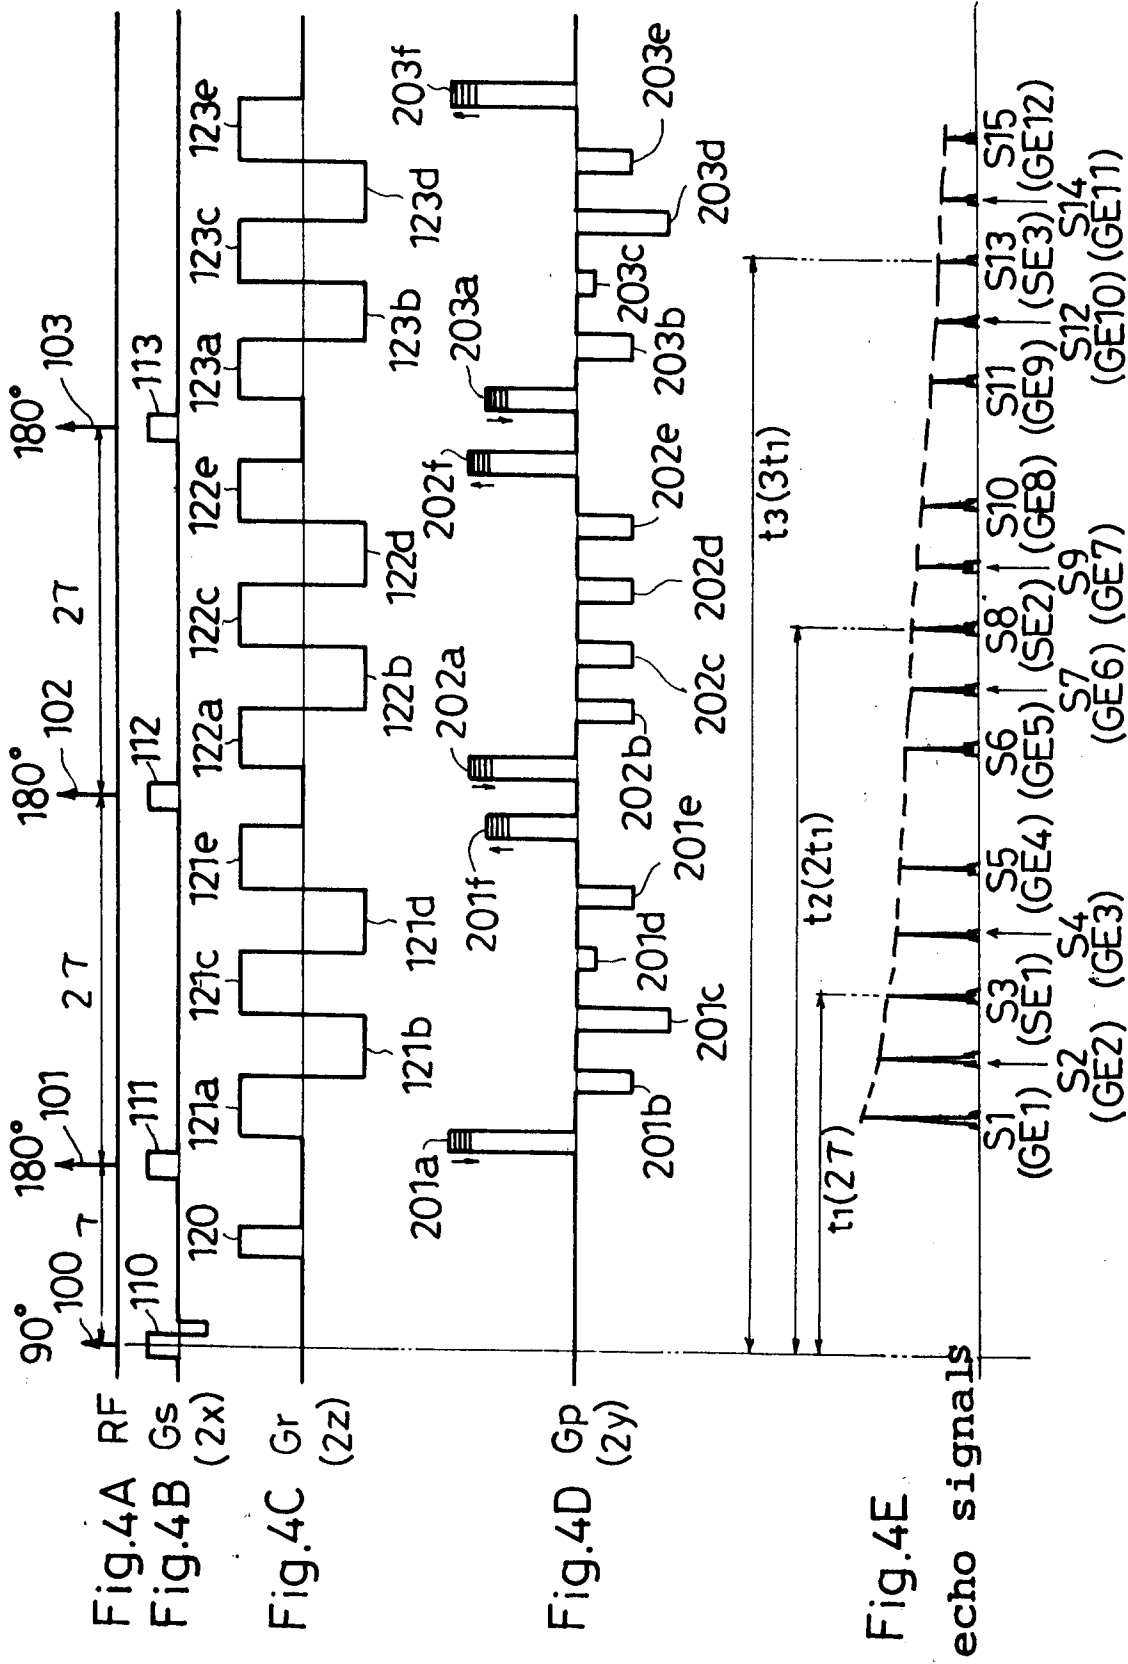 Fig.4A RF
90° 100 τ 180° 101 2τ 180° 102 2τ 180° 103
Fig.4B Gs
(2x)
110 111 112 113
Fig.4C Gr
(2z)
120 121a 121c 121e 122a 122c 122e 123a 123c 123e
121b 121d 122b 122d 123b 123d
Fig.4D Gp
(2y)
201a 201f 202a 202f 203a 203f
201b 201c 201d 201e 202b 202c 202d 202e 203b 203c 203d 203e
t3(3t1)
t2(2t1)
t1(2τ)
Fig.4E
echo signals
S1 S3 S5 S6 S8 S10 S11 S13 S15
(GE1) (SE1) (GE4) (GE5) (SE2) (GE8) (GE9) (SE3) (GE12)
S2 S4 S7 S9 S12 S14
(GE2) (GE3) (GE6) (GE7) (GE10) (GE11)